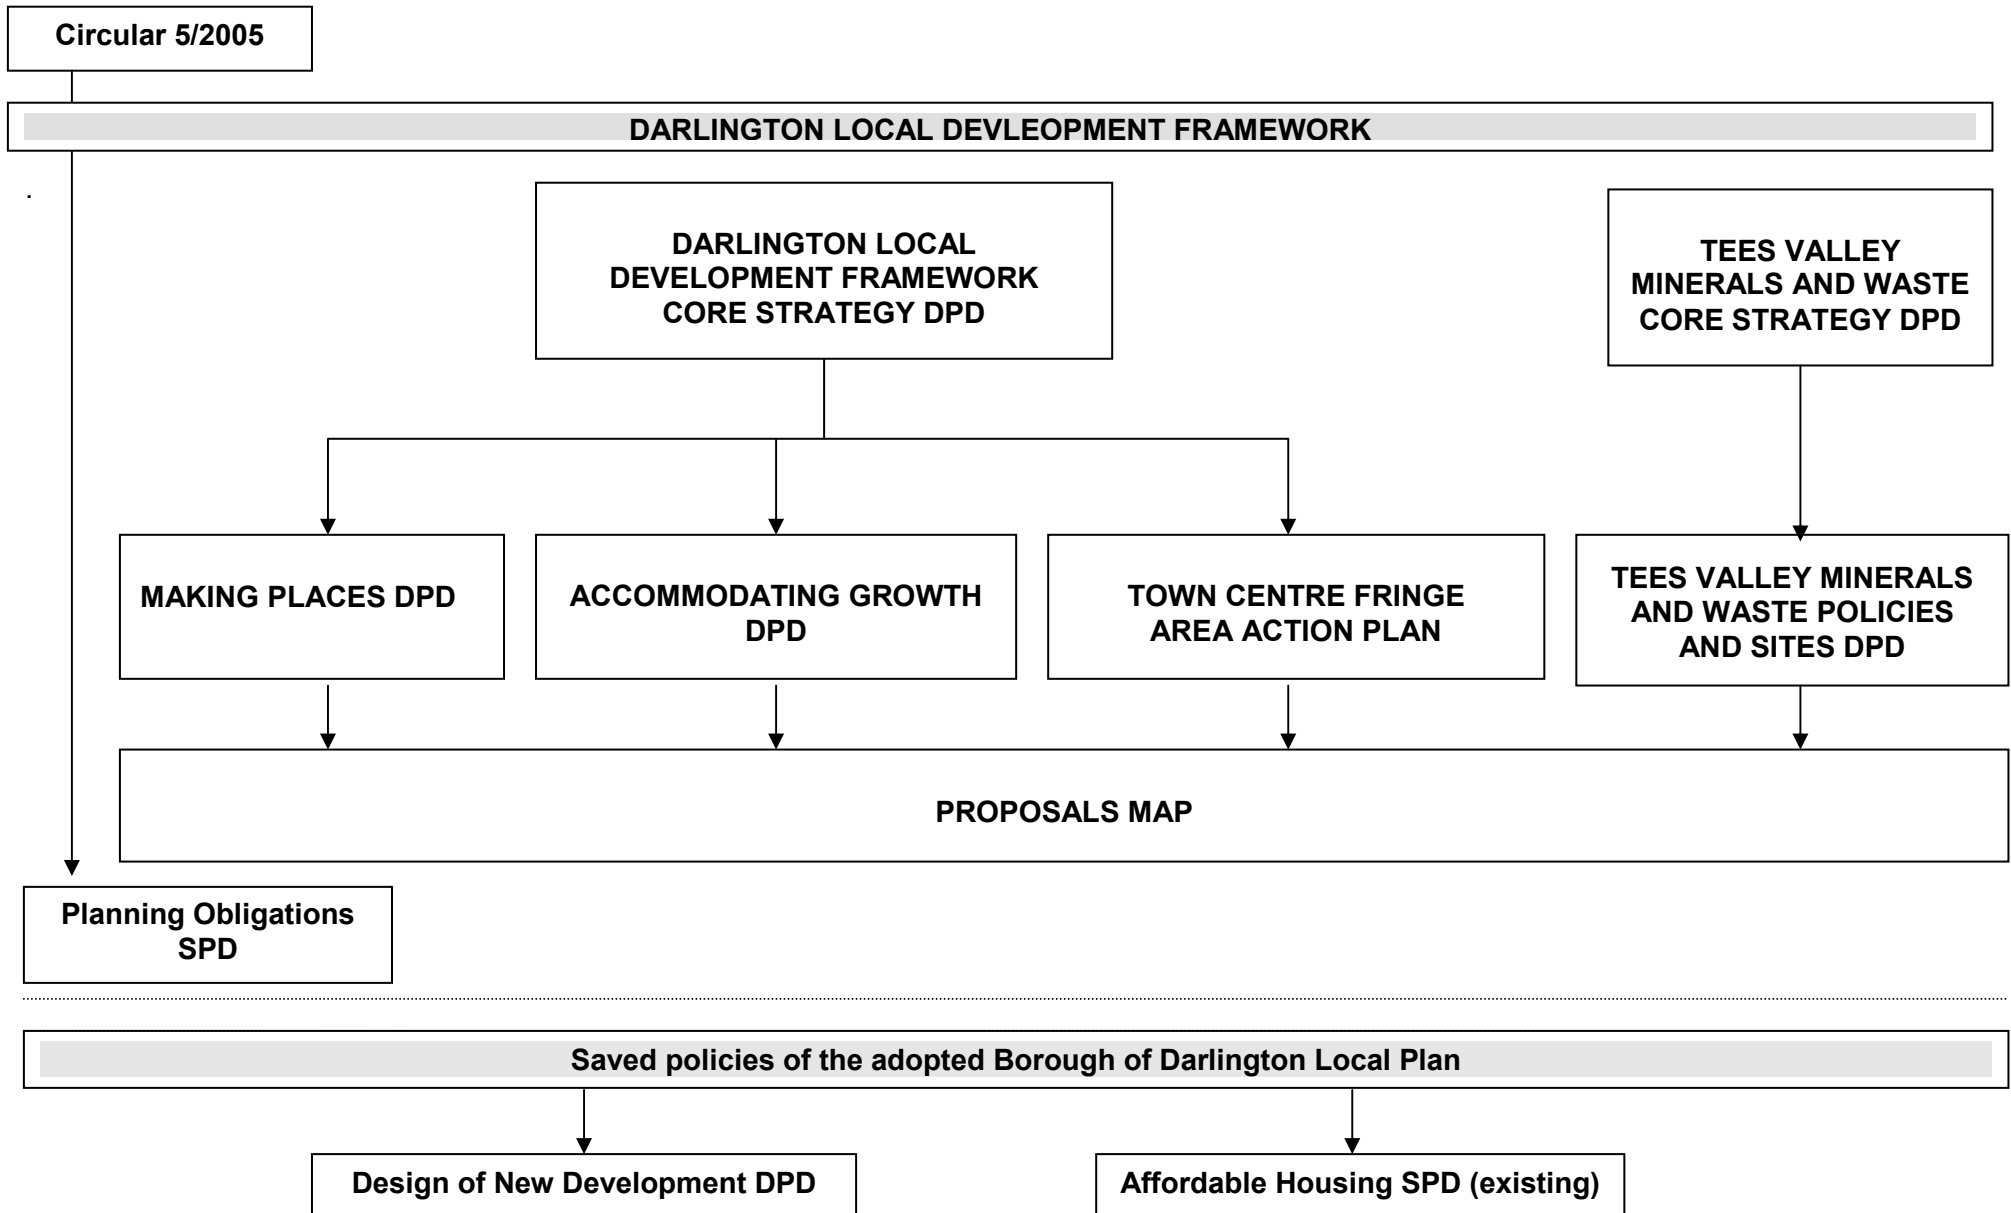 Circular 5/2005
DARLINGTON LOCAL DEVLEOPMENT FRAMEWORK
.
DARLINGTON LOCAL
DEVELOPMENT FRAMEWORK
CORE STRATEGY DPD
TEES VALLEY
MINERALS AND WASTE
CORE STRATEGY DPD
MAKING PLACES DPD
ACCOMMODATING GROWTH
DPD
TOWN CENTRE FRINGE
AREA ACTION PLAN
TEES VALLEY MINERALS
AND WASTE POLICIES
AND SITES DPD
PROPOSALS MAP
Planning Obligations
SPD
Saved policies of the adopted Borough of Darlington Local Plan
Design of New Development DPD
Affordable Housing SPD (existing)